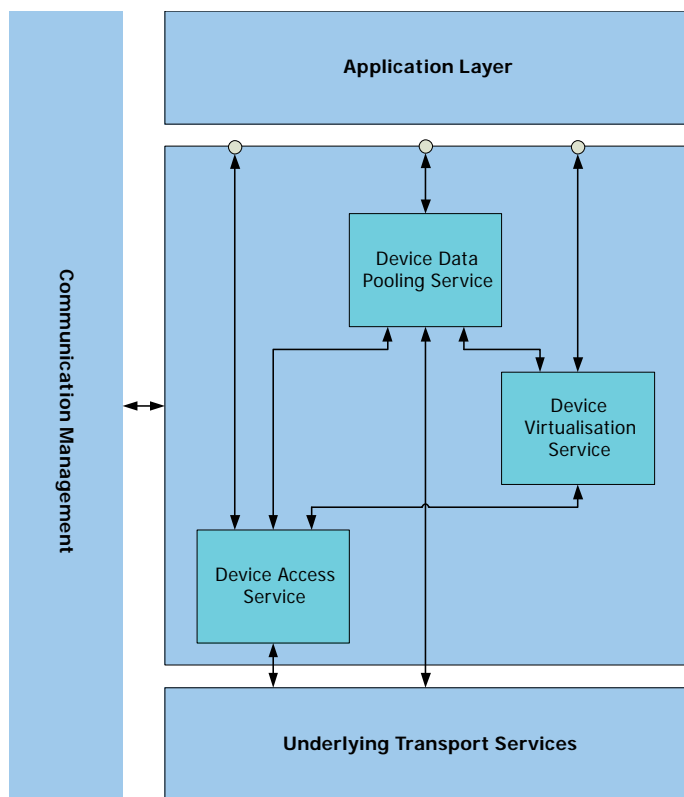 Application Layer
Communication Management
Device Data
Pooling Service
Device
Virtualisation
Service
Device Access
Service
Underlying Transport Services